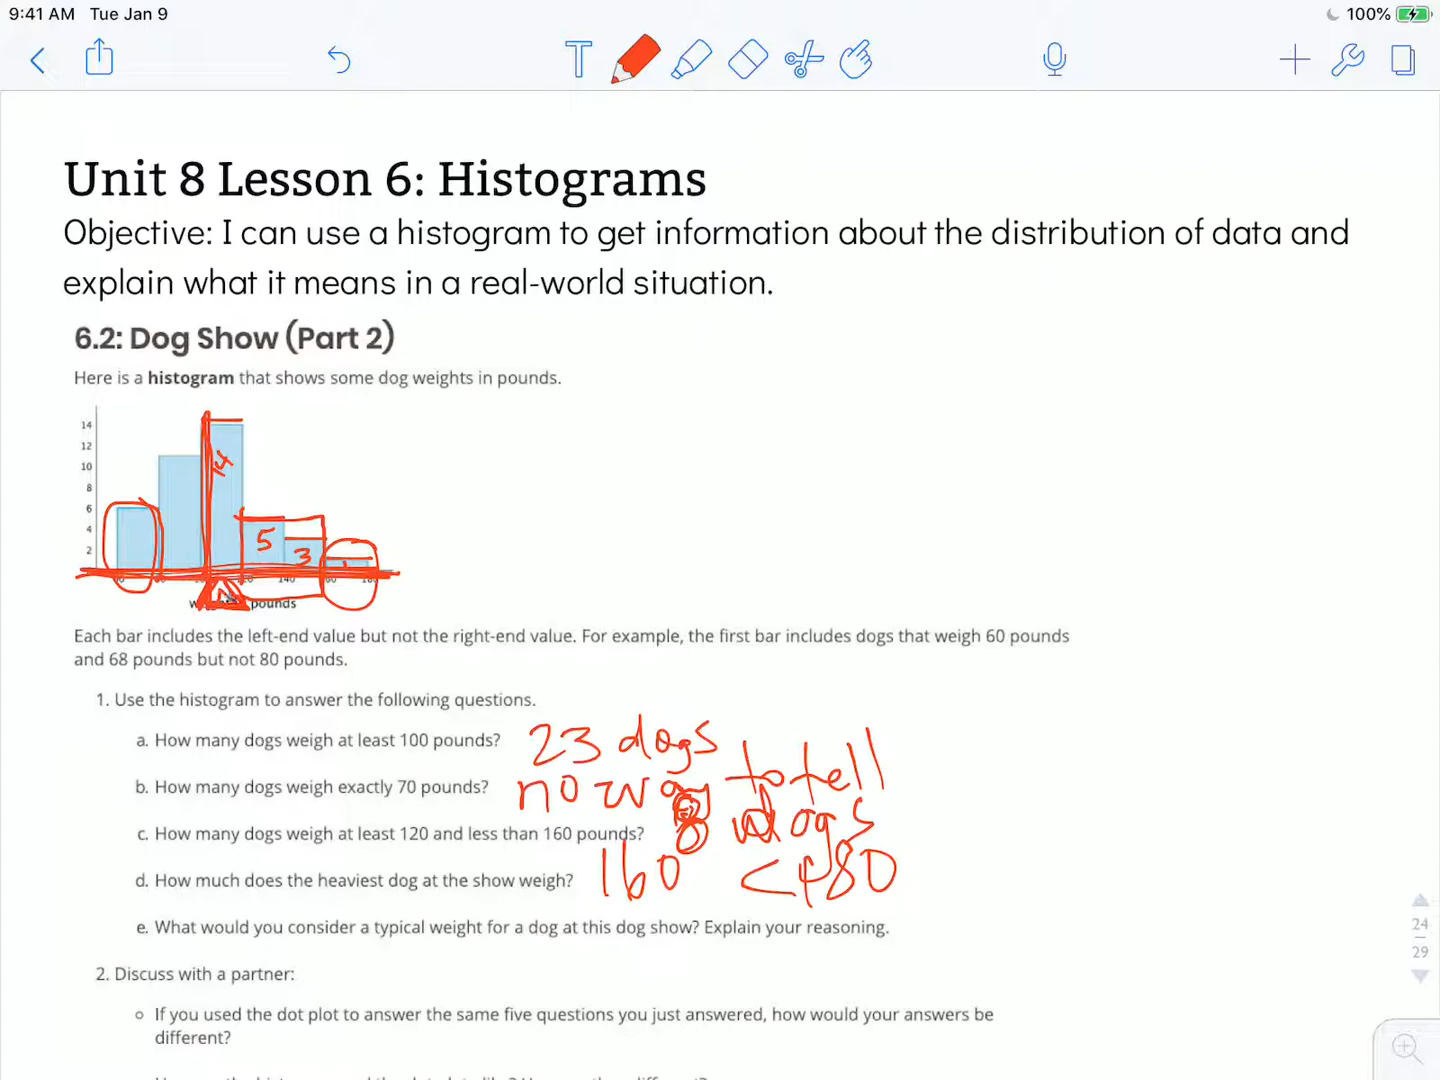 9:41 AM Tue Jan 9
100%
T
Unit 8 Lesson 6: Histograms
Objective: I can use a histogram to get information about the distribution of data and
explain what it means in a real-world situation.
6.2: Dog Show (Part 2)
Here is a histogram that shows some dog weights in pounds.
14
12
10
8
6
4
2
14
5
3
1
140
pounds
Each bar includes the left-end value but not the right-end value. For example, the first bar includes dogs that weigh 60 pounds
and 68 pounds but not 80 pounds.
1. Use the histogram to answer the following questions.
a. How many dogs weigh at least 100 pounds? 23 dogs
b. How many dogs weigh exactly 70 pounds? no way to tell
c. How many dogs weigh at least 120 and less than 160 pounds? 8 dogs
d. How much does the heaviest dog at the show weigh? 160 <180
e. What would you consider a typical weight for a dog at this dog show? Explain your reasoning.
2. Discuss with a partner:
If you used the dot plot to answer the same five questions you just answered, how would your answers be
different?
24
29